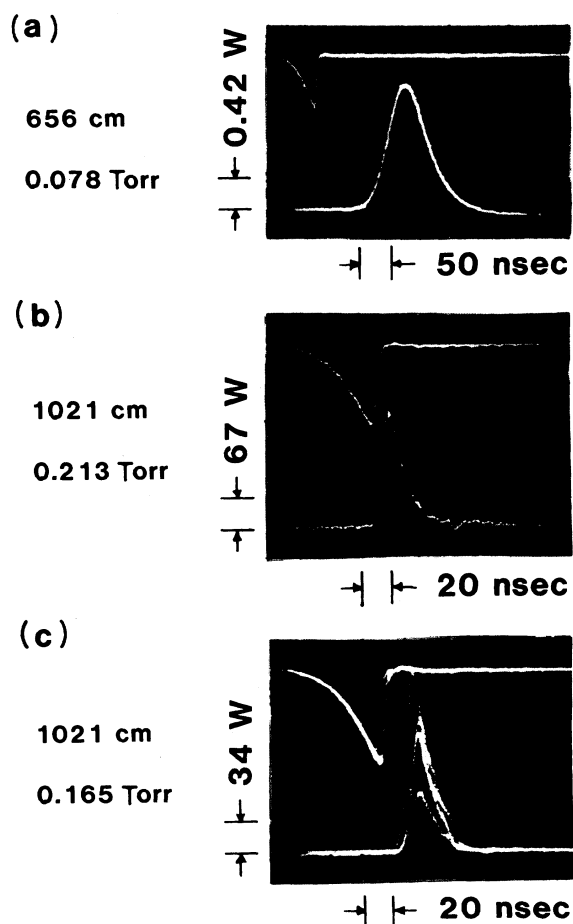 (a)
656 cm
0.078 Torr
0.42 W
50 nsec
(b)
1021 cm
0.213 Torr
67 W
20 nsec
(c)
1021 cm
0.165 Torr
34 W
20 nsec